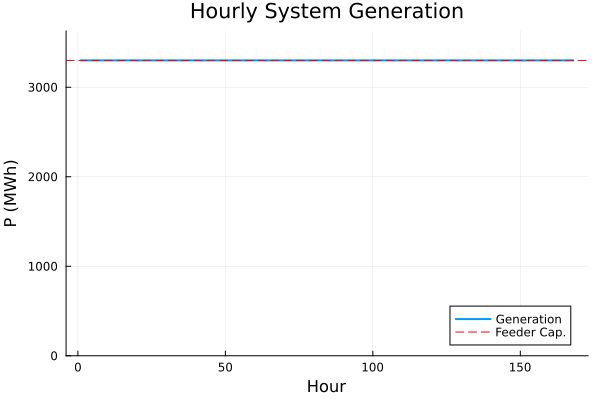 Hourly System Generation
P (MWh)
3000
2000
1000
0
0 50 100 150
Hour
Generation
Feeder Cap.